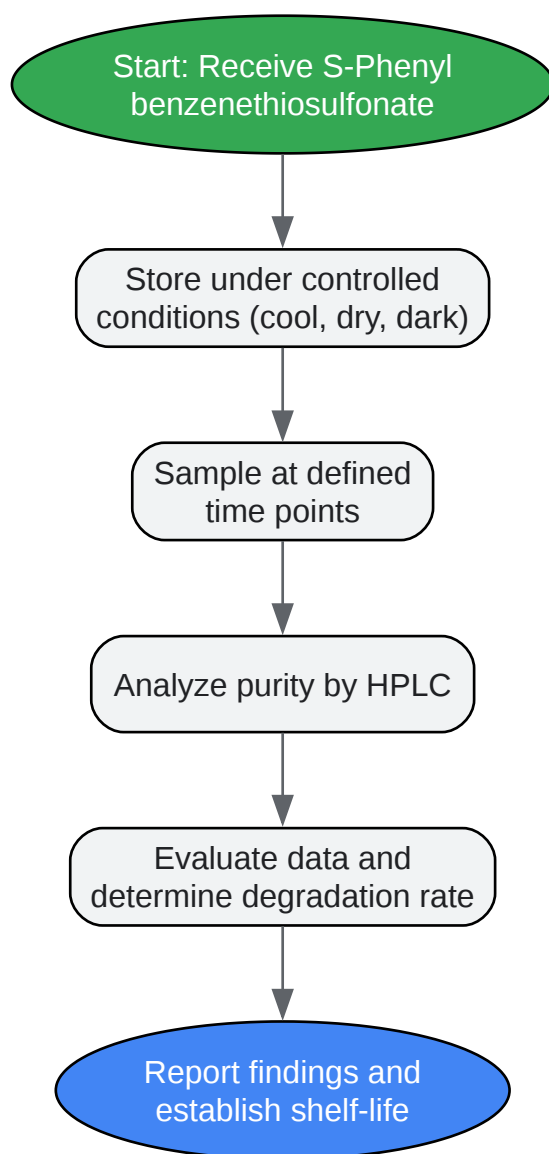 Start: Receive S-Phenyl
benzenethiosulfonate
Store under controlled
conditions (cool, dry, dark)
Sample at defined
time points
Analyze purity by HPLC
Evaluate data and
determine degradation rate
Report findings and
establish shelf-life